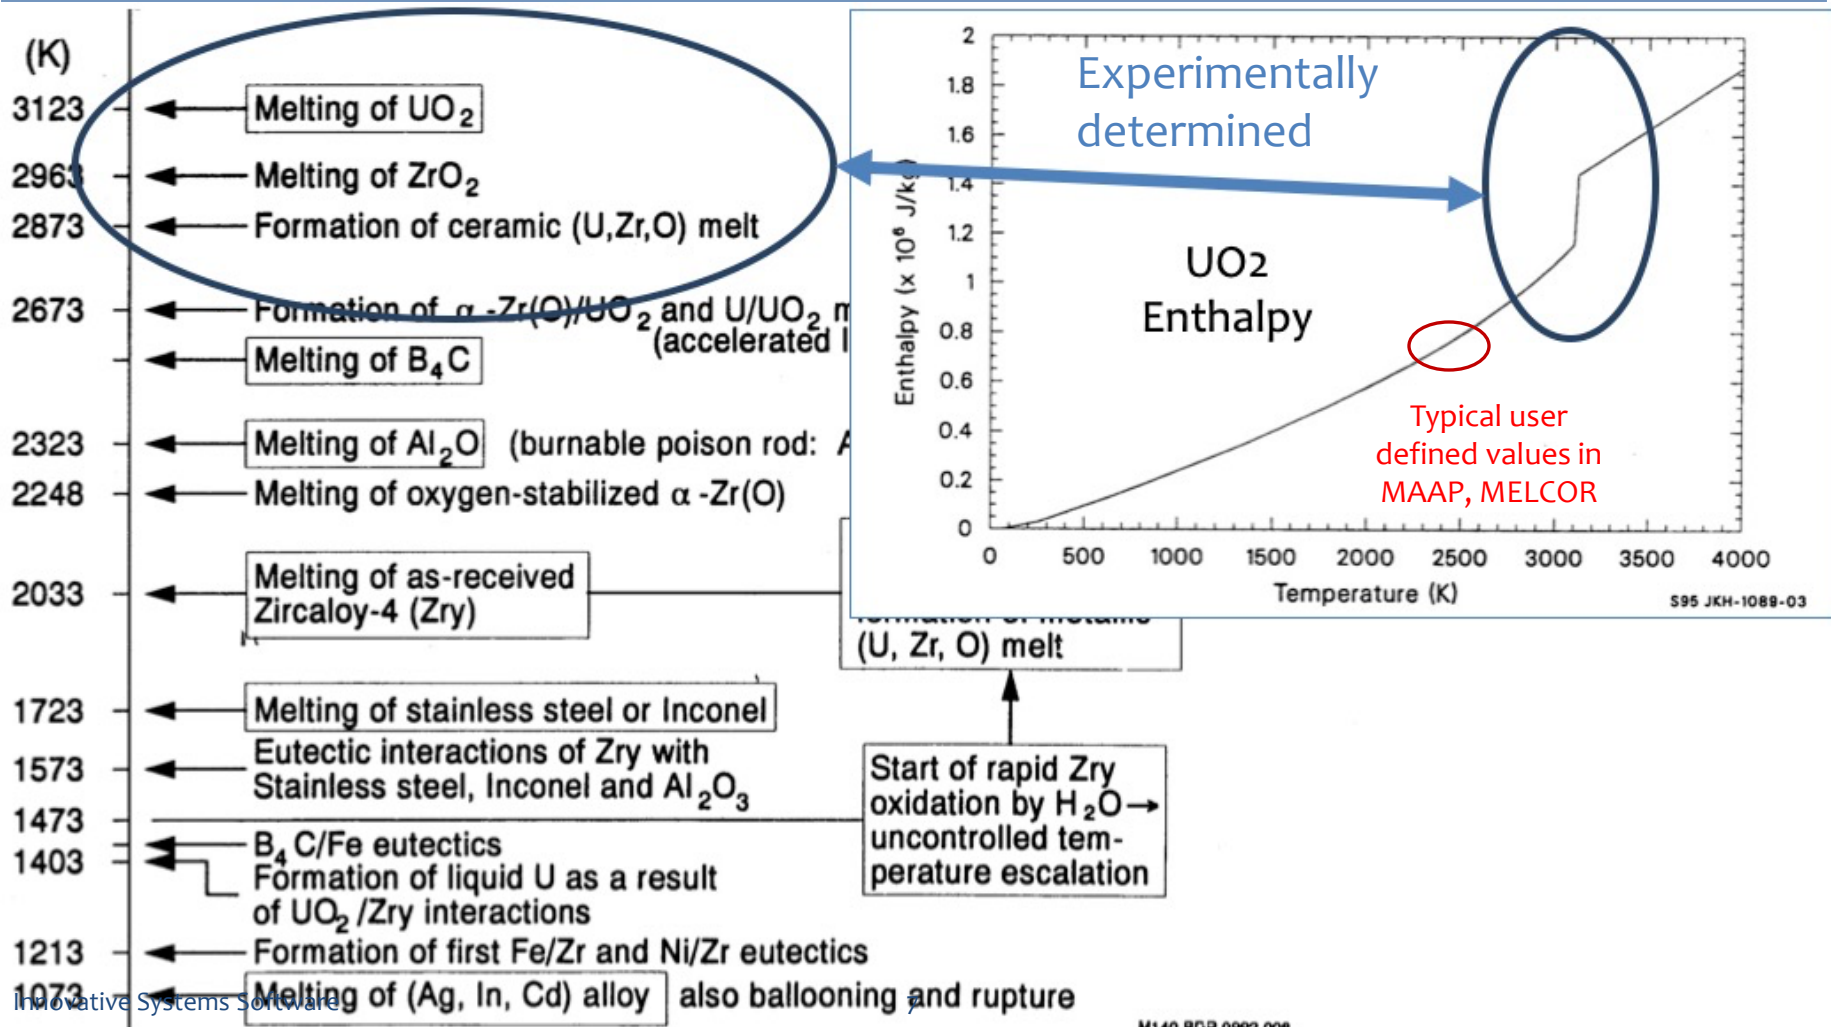 (K)
3123
Melting of UO2
2963
Melting of ZrO2
2873
Formation of ceramic (U,Zr,O) melt
2673
Formation of α-Zr(O)/UO2 and U/UO2 m
(accelerated
Melting of B4C
2323
Melting of Al2O (burnable poison rod: A
2248
Melting of oxygen-stabilized α-Zr(O)
2033
Melting of as-received
Zircaloy-4 (Zry)
(U, Zr, O) melt
1723
Melting of stainless steel or Inconel
1573
Eutectic interactions of Zry with
Stainless steel, Inconel and Al2O3
1473
Start of rapid Zry
oxidation by H2O→
uncontrolled tem-
perature escalation
B4C/Fe eutectics
1403
Formation of liquid U as a result
of UO2/Zry interactions
1213
Formation of first Fe/Zr and Ni/Zr eutectics
1073
Melting of (Ag, In, Cd) alloy also ballooning and rupture
Innovative Systems Software
7
Experimentally
determined
UO2
Enthalpy
Typical user
defined values in
MAAP, MELCOR
Enthalpy (x 10⁶ J/kg)
2
1.8
1.6
1.4
1.2
1
0.8
0.6
0.4
0.2
0
0 500 1000 1500 2000 2500 3000 3500 4000
Temperature (K)
S95 JKH-1089-03